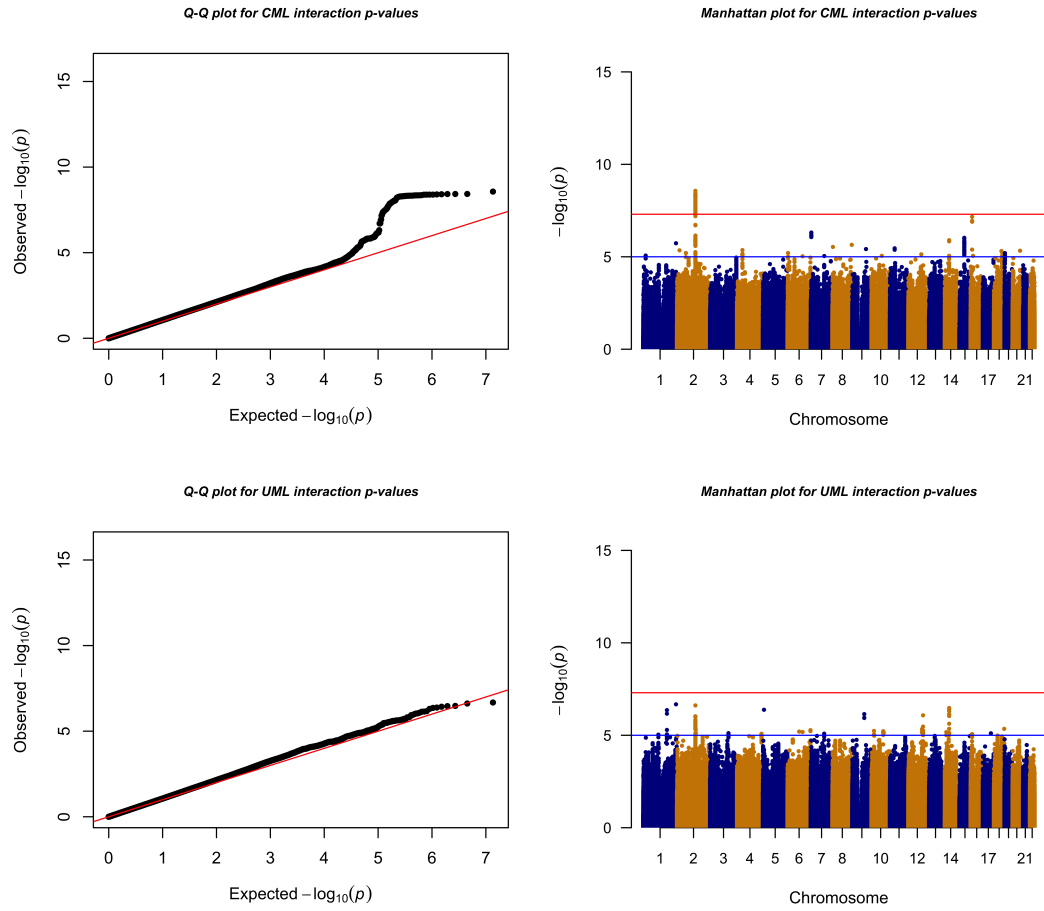 Q-Q plot for CML interaction p-values
Observed −log₁₀(p)
15
10
5
0
0 1 2 3 4 5 6 7
Expected −log₁₀(p)
Manhattan plot for CML interaction p-values
−log₁₀(p)
15
10
5
0
1 2 3 4 5 6 7 8 10 12 14 17 21
Chromosome
Q-Q plot for UML interaction p-values
Observed −log₁₀(p)
15
10
5
0
0 1 2 3 4 5 6 7
Expected −log₁₀(p)
Manhattan plot for UML interaction p-values
−log₁₀(p)
15
10
5
0
1 2 3 4 5 6 7 8 10 12 14 17 21
Chromosome